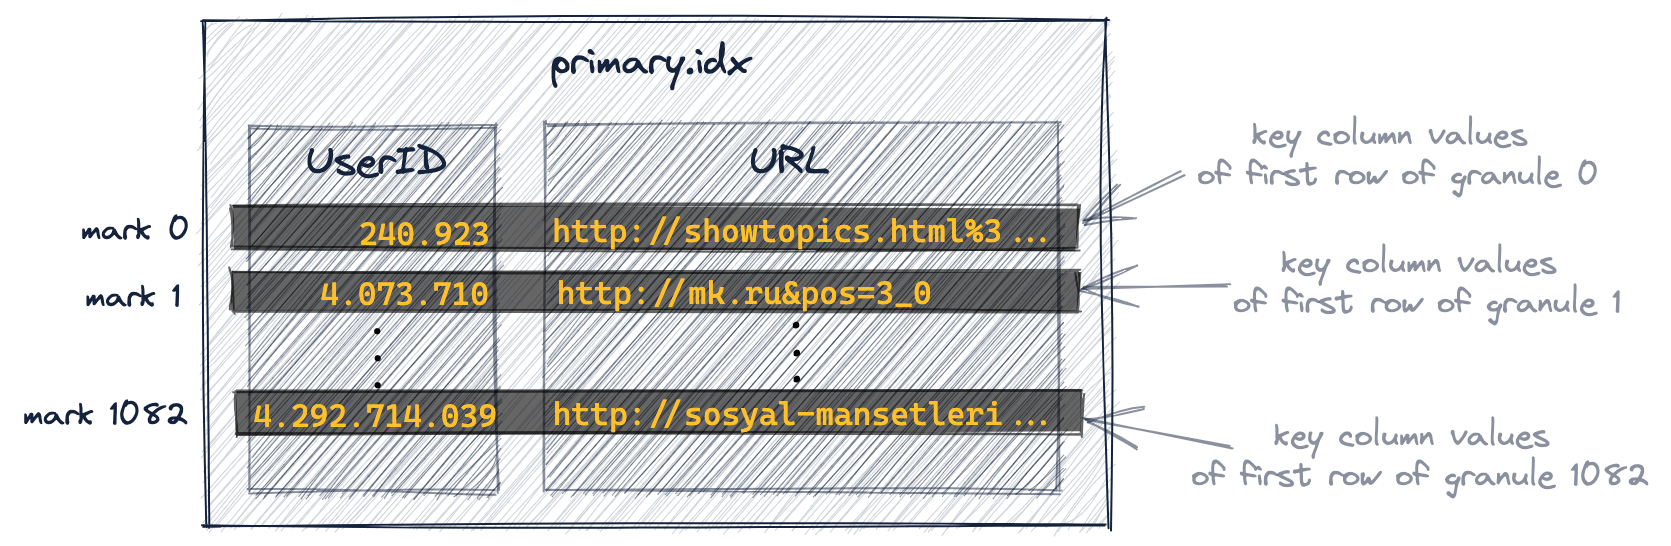 primary.idx
UserID URL
key column values
of first row of granule 0
mark 0 240.923 http://showtopics.html%3 ...
key column values
of first row of granule 1
mark 1 4.073.710 http://mk.ru&pos=3_0
mark 1082 4.292.714.039 http://sosyal-mansetleri ...
key column values
of first row of granule 1082